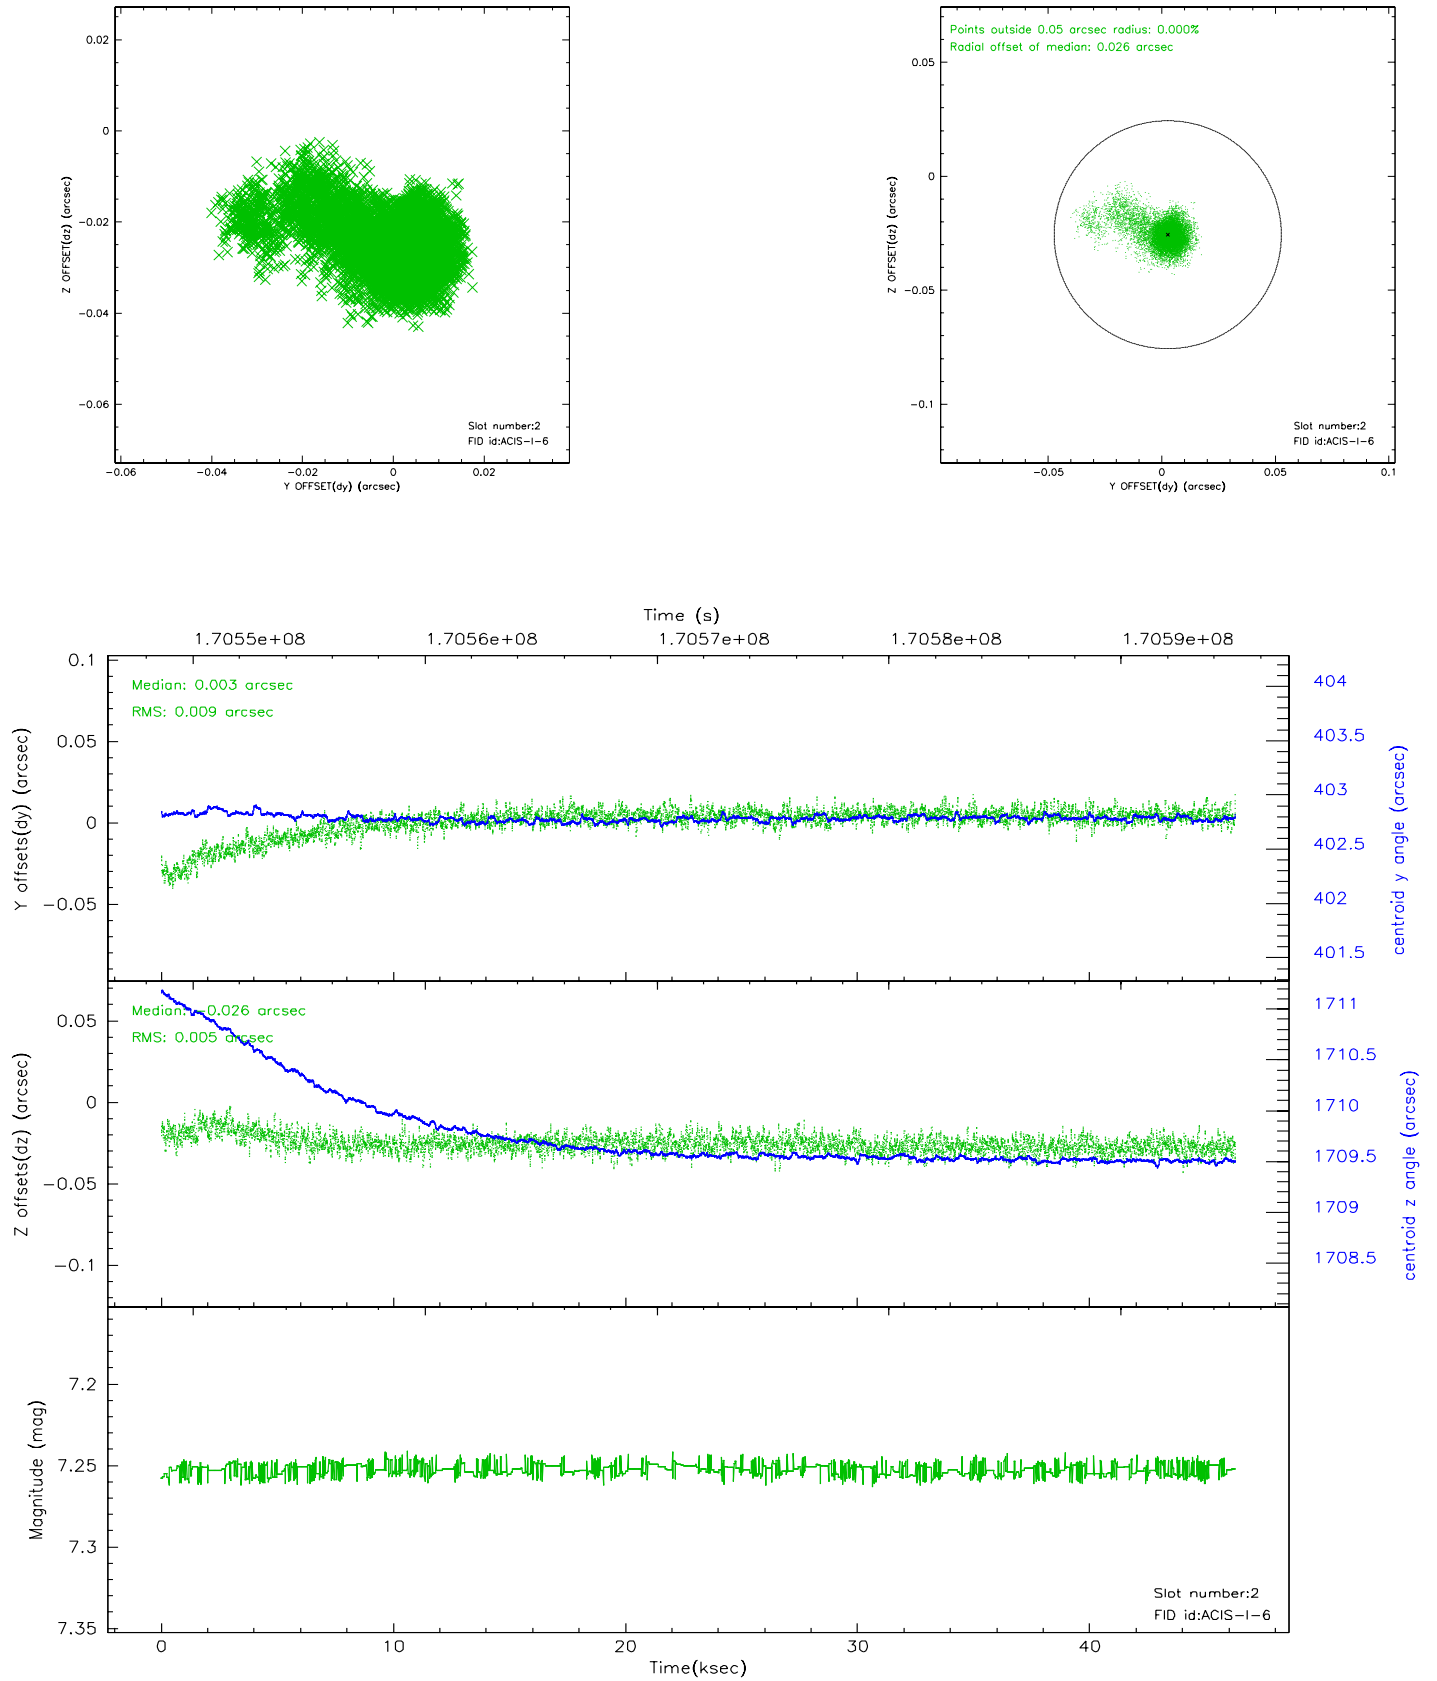 0.02
0
-0.02
-0.04
-0.06
Z OFFSET(dz) (arcsec)
-0.06 -0.04 -0.02 0 0.02
Y OFFSET(dy) (arcsec)
Slot number:2
FID id:ACIS-I-6
Points outside 0.05 arcsec radius: 0.000%
Radial offset of median: 0.026 arcsec
0.05
0
-0.05
-0.1
Z OFFSET(dz) (arcsec)
-0.05 0 0.05 0.1
Y OFFSET(dy) (arcsec)
Slot number:2
FID id:ACIS-I-6
Time (s)
1.7055e+08 1.7056e+08 1.7057e+08 1.7058e+08 1.7059e+08
Median: 0.003 arcsec
RMS: 0.009 arcsec
0.1
0.05
0
-0.05
Y offsets(dy) (arcsec)
404
403.5
403
402.5
402
401.5
centroid y angle (arcsec)
Median: -0.026 arcsec
RMS: 0.005 arcsec
0.05
0
-0.05
-0.1
Z offsets(dz) (arcsec)
1711
1710.5
1710
1709.5
1709
1708.5
centroid z angle (arcsec)
7.2
7.25
7.3
7.35
Magnitude (mag)
Slot number:2
FID id:ACIS-I-6
0 10 20 30 40
Time(ksec)